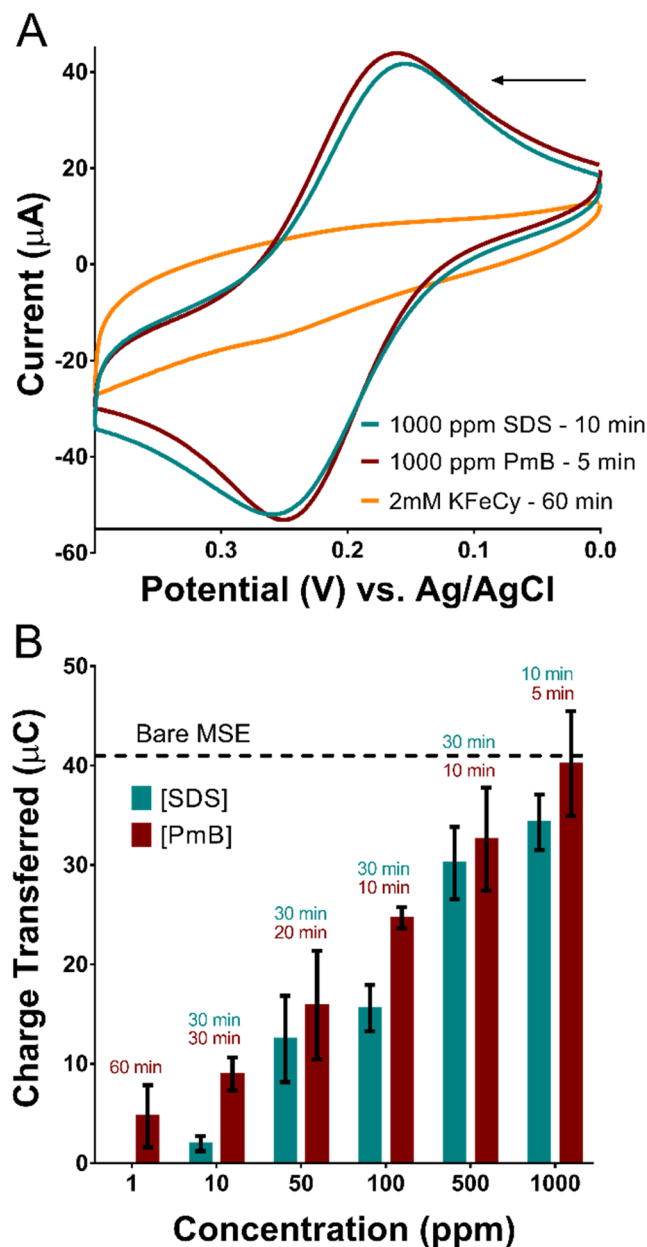 A
40
20
0
-20
-40
-60
Current (μA)
1000 ppm SDS - 10 min
1000 ppm PmB - 5 min
2mM KFeCy - 60 min
0.3 0.2 0.1 0.0
Potential (V) vs. Ag/AgCl
B
50
40
30
20
10
0
Charge Transferred (μC)
Bare MSE
[SDS]
[PmB]
60 min
30 min
30 min
30 min
20 min
30 min
10 min
30 min
10 min
10 min
5 min
1 10 50 100 500 1000
Concentration (ppm)